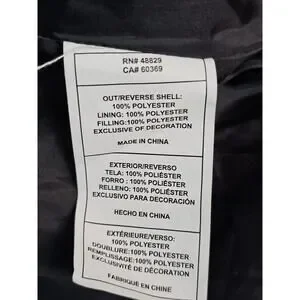 RN# 48829
CA# 60369
OUT/REVERSE SHELL:
100% POLYESTER
LINING: 100% POLYESTER
FILLING:100% POLYESTER
EXCLUSIVE OF DECORATION
MADE IN CHINA
EXTERIOR/REVERSO
TELA: 100% POLIÉSTER
FORRO : 100% POLIÉSTER
RELLENO: 100% POLIÉSTER
EXCLUSIVO PARA DECORACIÓN
HECHO EN CHINA
EXTÉRIEURE/VERSO:
100% POLYESTER
DOUBLURE:100% POLYESTER
REMPLISSAGE:100% POLYESTER
EXCLUSIVITÉ DE DÉCORATION
FABRIQUÉ EN CHINE